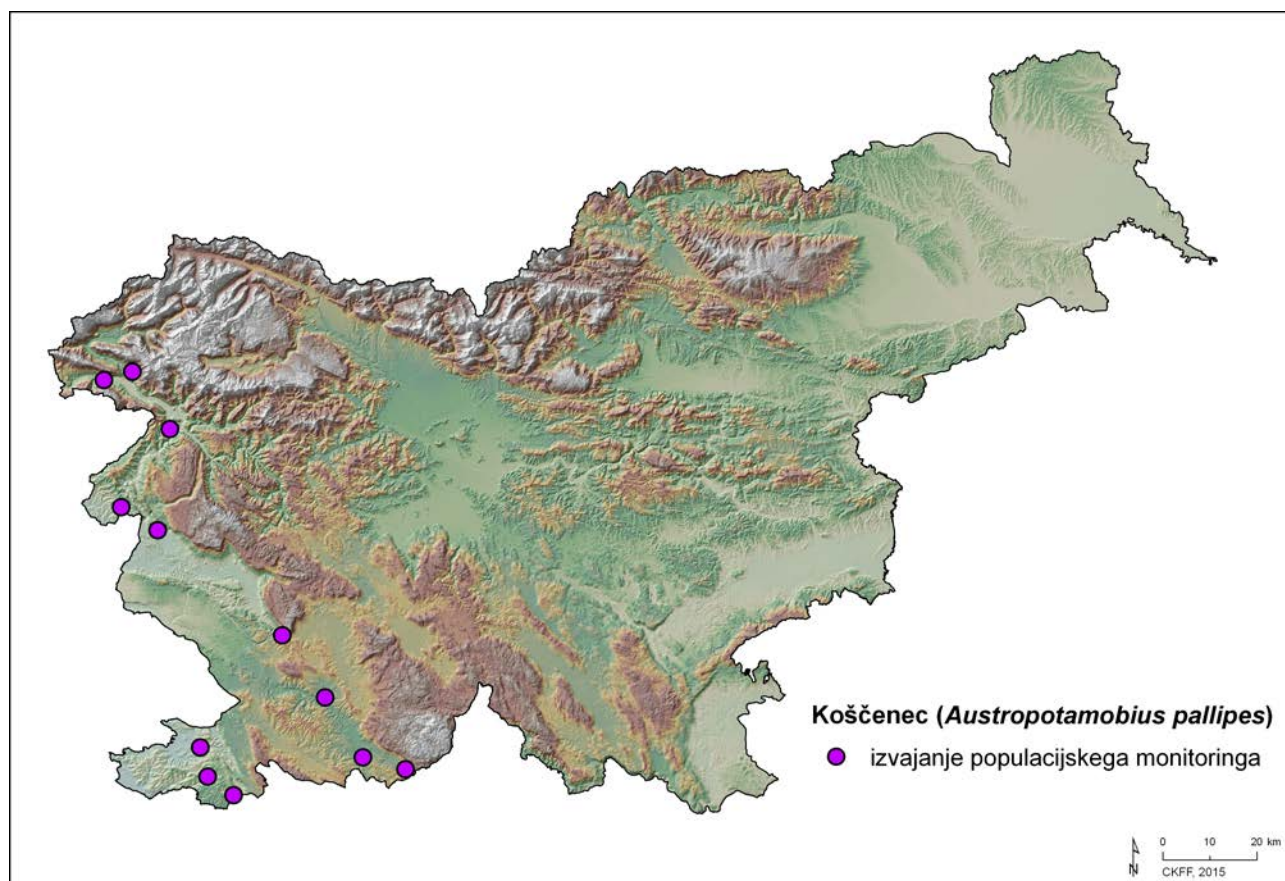 Koščenec (Austropotamobius pallipes)
izvajanje populacijskega monitoringa
N
0 10 20 km
CKFF, 2015